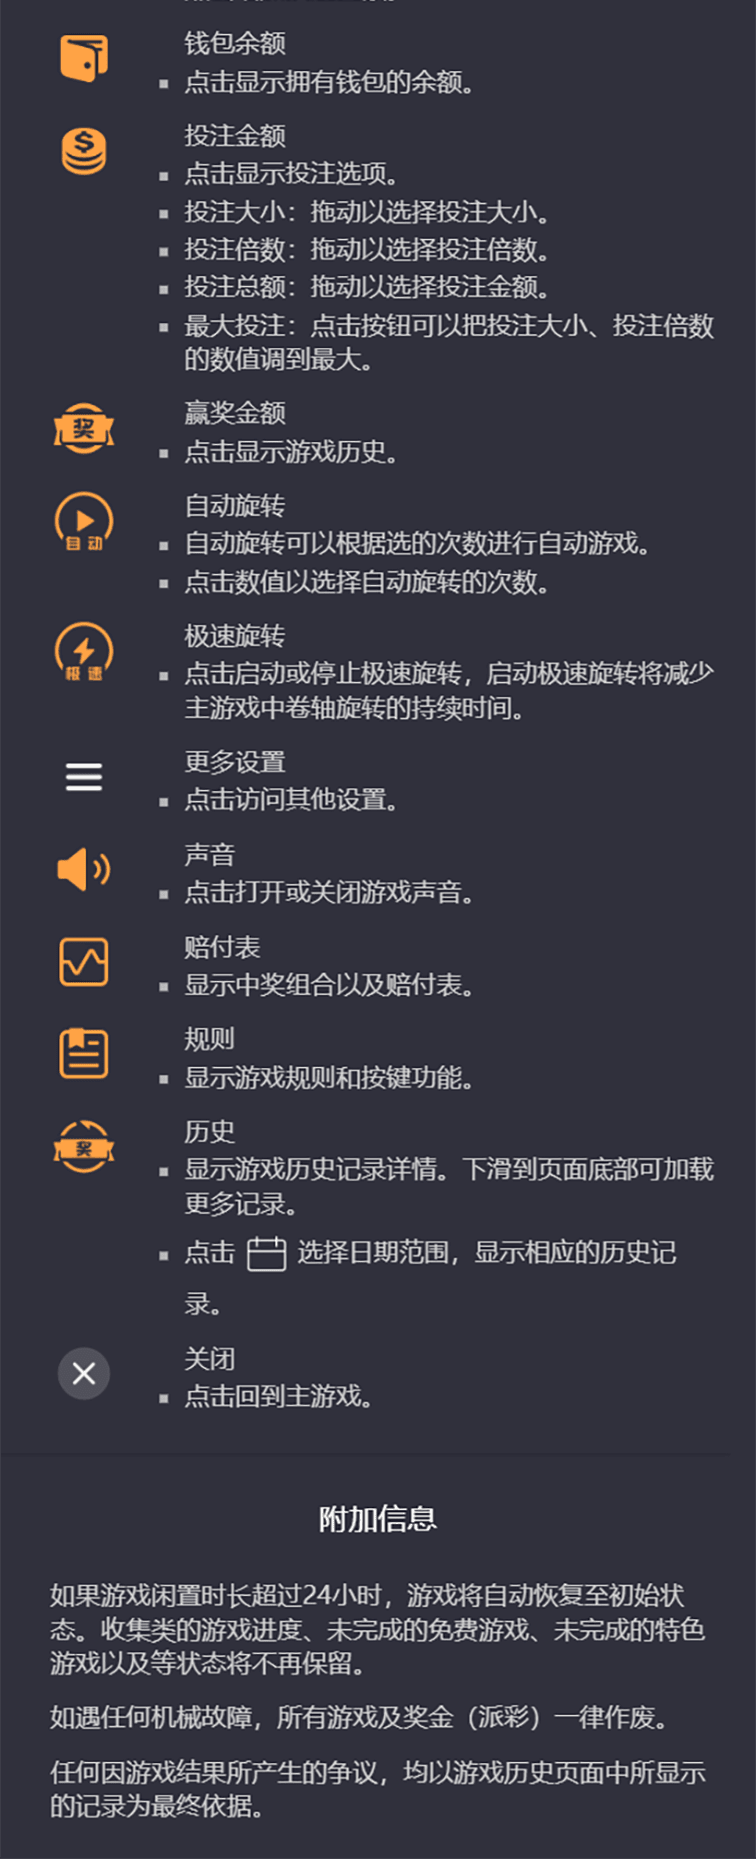 钱包余额
点击显示拥有钱包的余额。
投注金额
点击显示投注选项。
投注大小：拖动以选择投注大小。
投注倍数：拖动以选择投注倍数。
投注总额：拖动以选择投注金额。
最大投注：点击按钮可以把投注大小、投注倍数
的数值调到最大。
奖
赢奖金额
点击显示游戏历史。
自动
自动旋转
自动旋转可以根据选的次数进行自动游戏。
点击数值以选择自动旋转的次数。
极速
极速旋转
点击启动或停止极速旋转，启动极速旋转将减少
主游戏中卷轴旋转的持续时间。
更多设置
点击访问其他设置。
声音
点击打开或关闭游戏声音。
赔付表
显示中奖组合以及赔付表。
规则
显示游戏规则和按键功能。
奖
历史
显示游戏历史记录详情。下滑到页面底部可加载
更多记录。
点击 选择日期范围，显示相应的历史记
录。
关闭
点击回到主游戏。
附加信息
如果游戏闲置时长超过24小时，游戏将自动恢复至初始状
态。收集类的游戏进度、未完成的免费游戏、未完成的特色
游戏以及等状态将不再保留。
如遇任何机械故障，所有游戏及奖金（派彩）一律作废。
任何因游戏结果所产生的争议，均以游戏历史页面中所显示
的记录为最终依据。